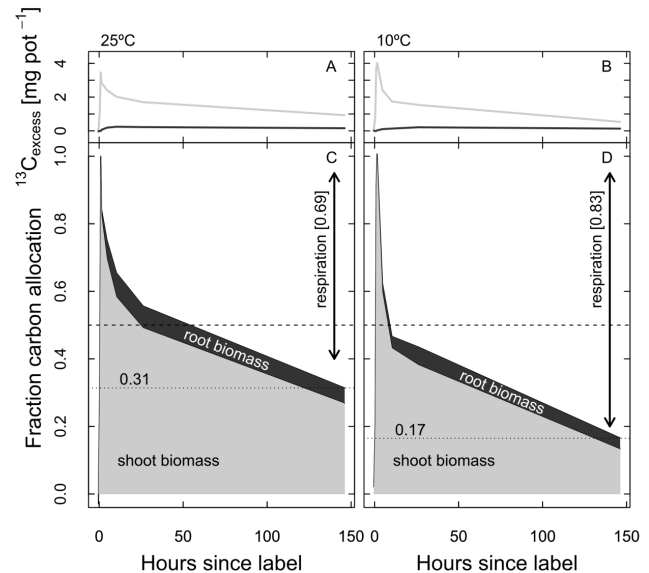 25ºC
10ºC
¹³C excess [mg pot⁻¹]
4
2
0
A
B
Fraction carbon allocation
1.0
0.8
0.6
0.4
0.2
0.0
C
respiration [0.69]
root biomass
0.31
shoot biomass
D
respiration [0.83]
root biomass
0.17
shoot biomass
0 50 100 150
0 50 100 150
Hours since label
Hours since label